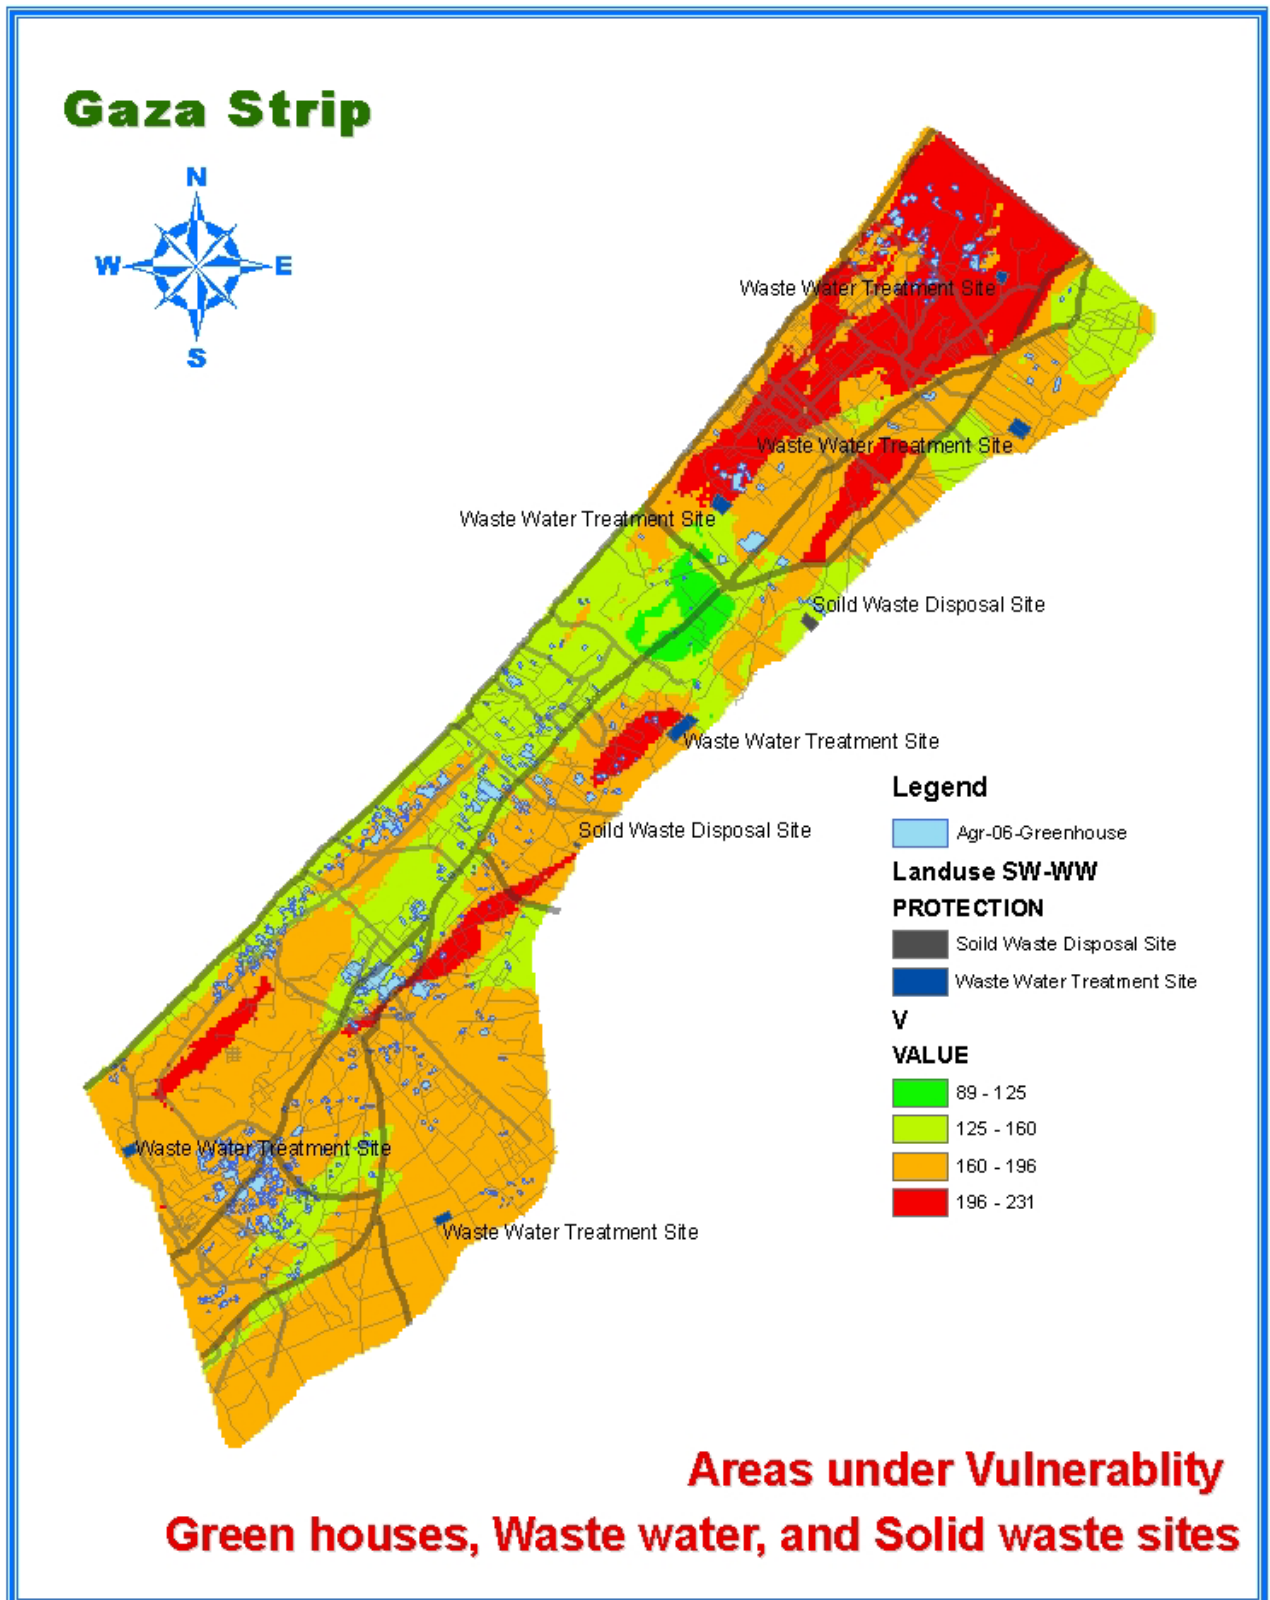 Gaza Strip
N
W
E
S
Waste Water Treatment Site
Waste Water Treatment Site
Waste Water Treatment Site
Soild Waste Disposal Site
Waste Water Treatment Site
Soild Waste Disposal Site
Waste Water Treatment Site
Waste Water Treatment Site
Legend
Agr-06-Greenhouse
Landuse SW-WW
PROTECTION
Soild Waste Disposal Site
Waste Water Treatment Site
V
VALUE
89 - 125
125 - 160
160 - 196
196 - 231
Areas under Vulnerablity
Green houses, Waste water, and Solid waste sites